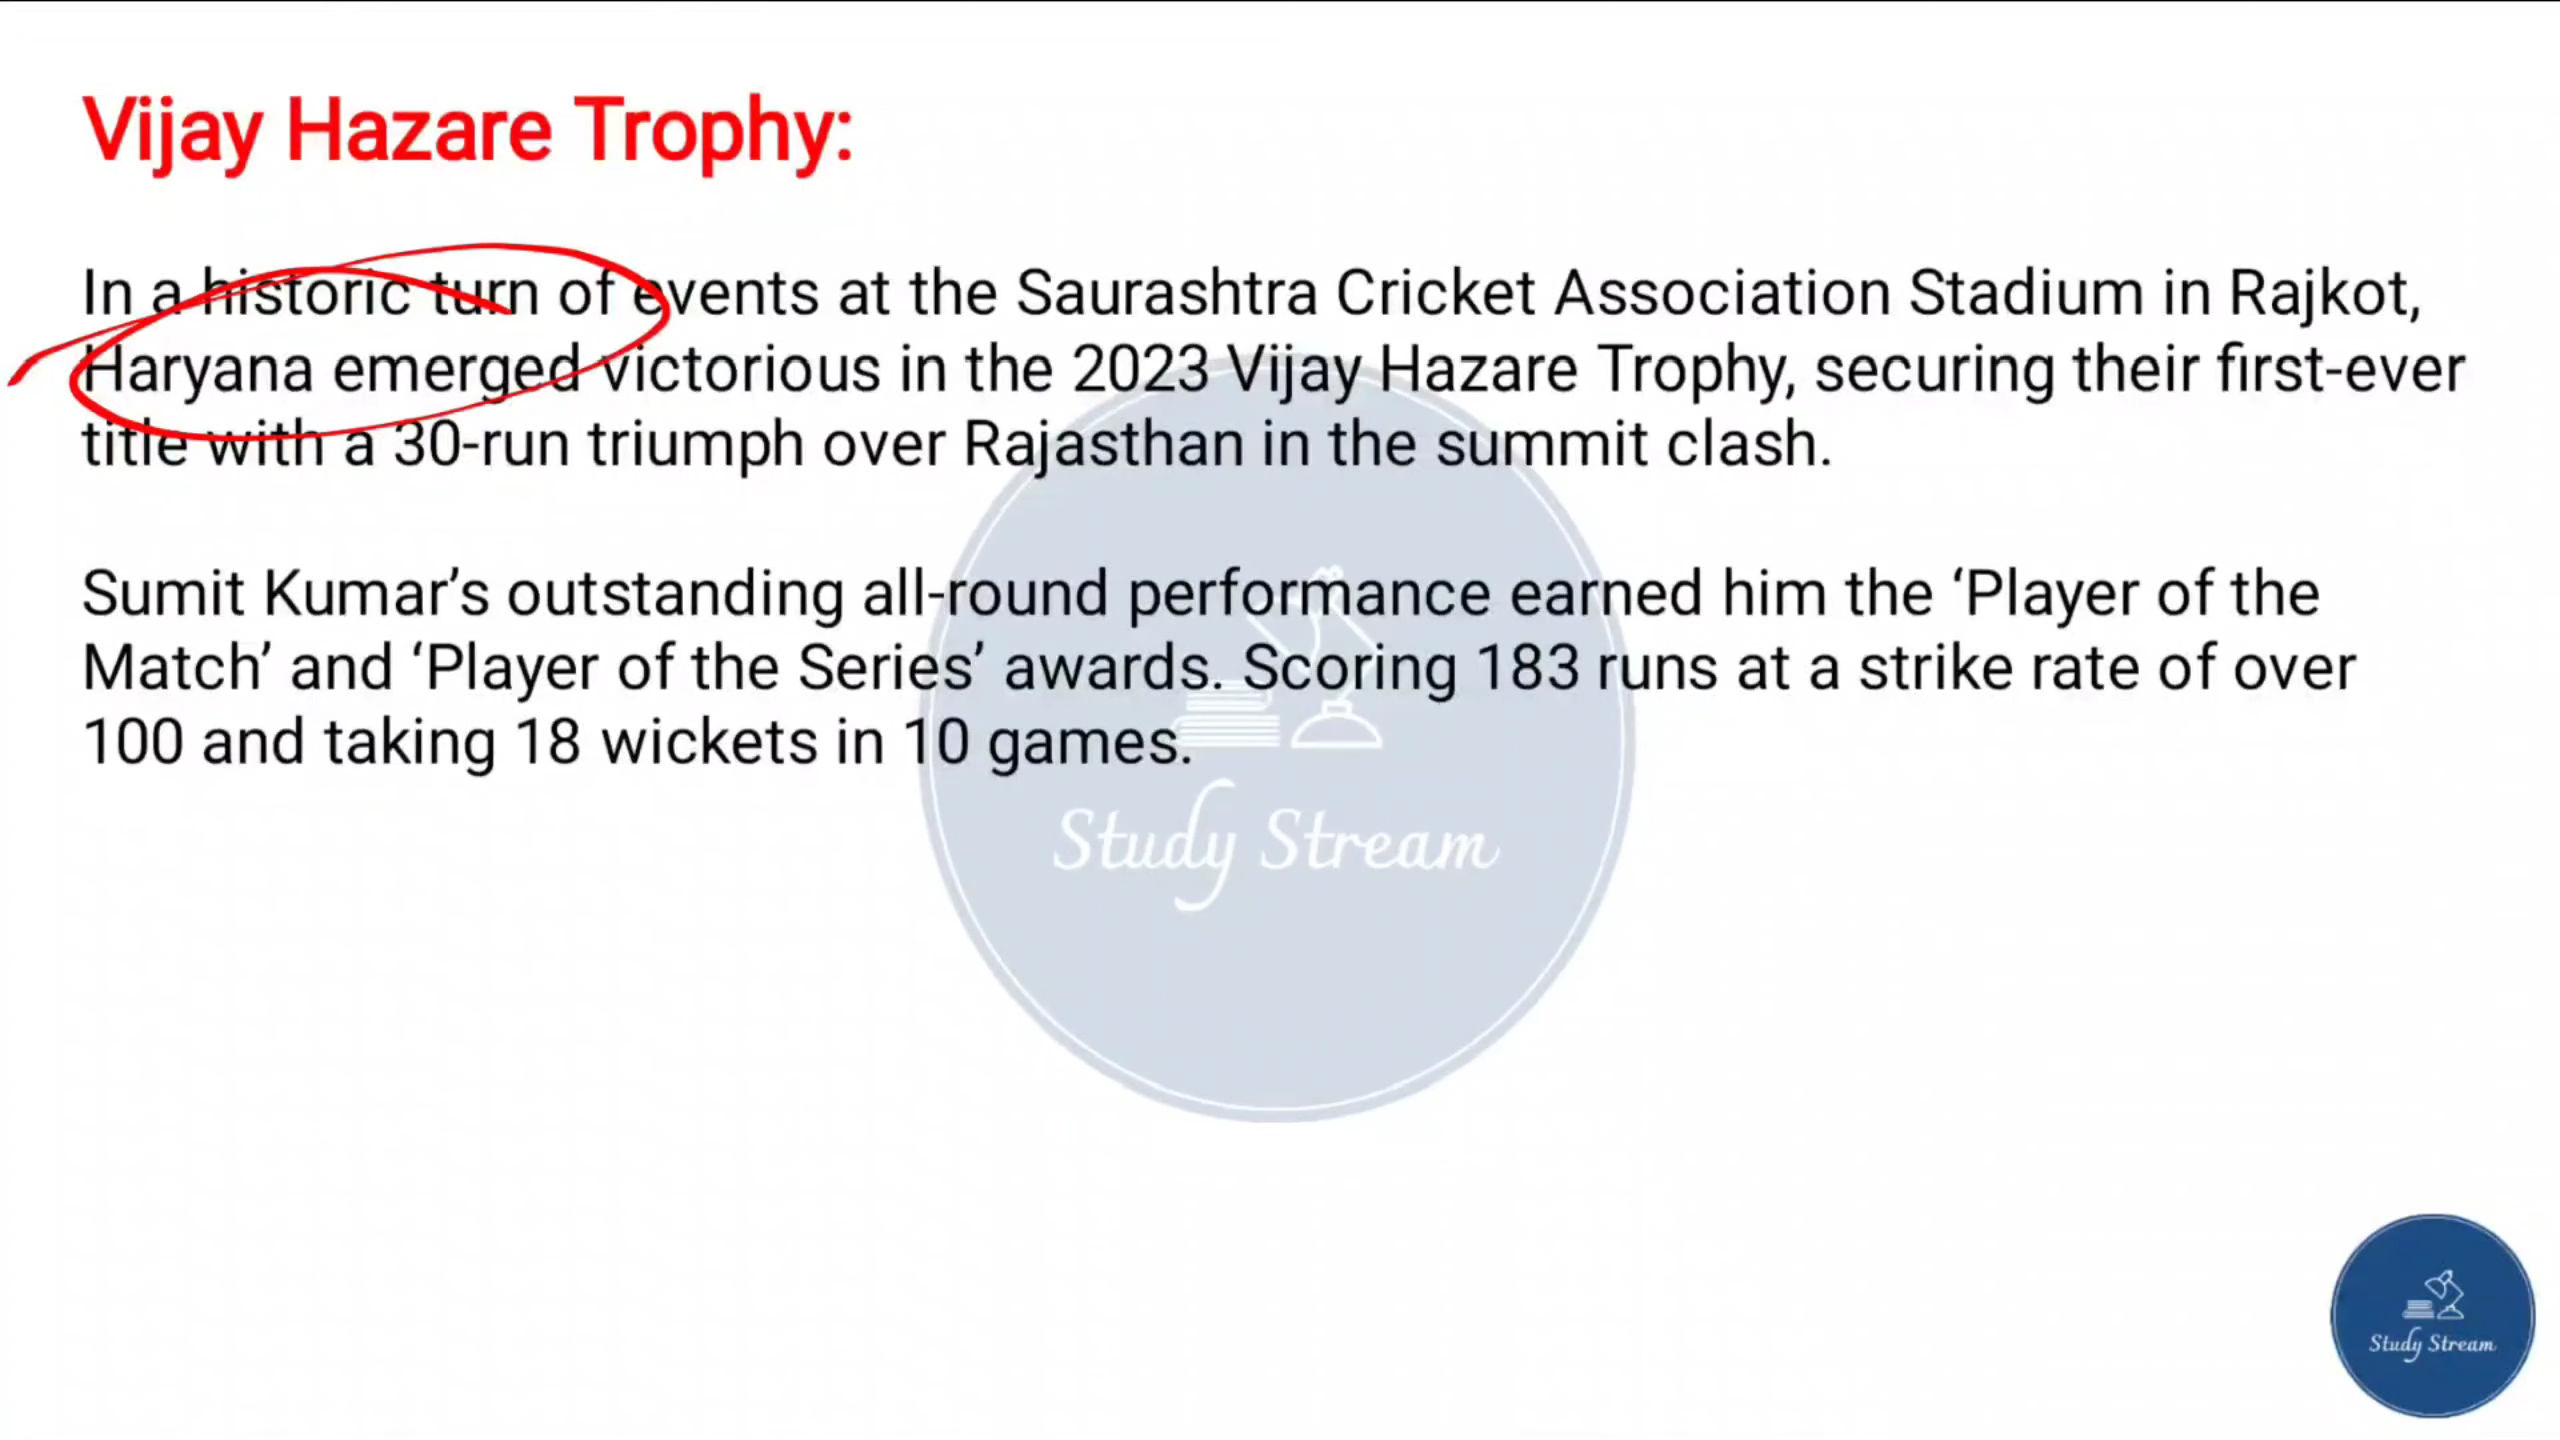 Vijay Hazare Trophy:
In a historic turn of events at the Saurashtra Cricket Association Stadium in Rajkot,
Haryana emerged victorious in the 2023 Vijay Hazare Trophy, securing their first-ever
title with a 30-run triumph over Rajasthan in the summit clash.
Sumit Kumar’s outstanding all-round performance earned him the ‘Player of the
Match’ and ‘Player of the Series’ awards. Scoring 183 runs at a strike rate of over
100 and taking 18 wickets in 10 games.
Study Stream
Study Stream